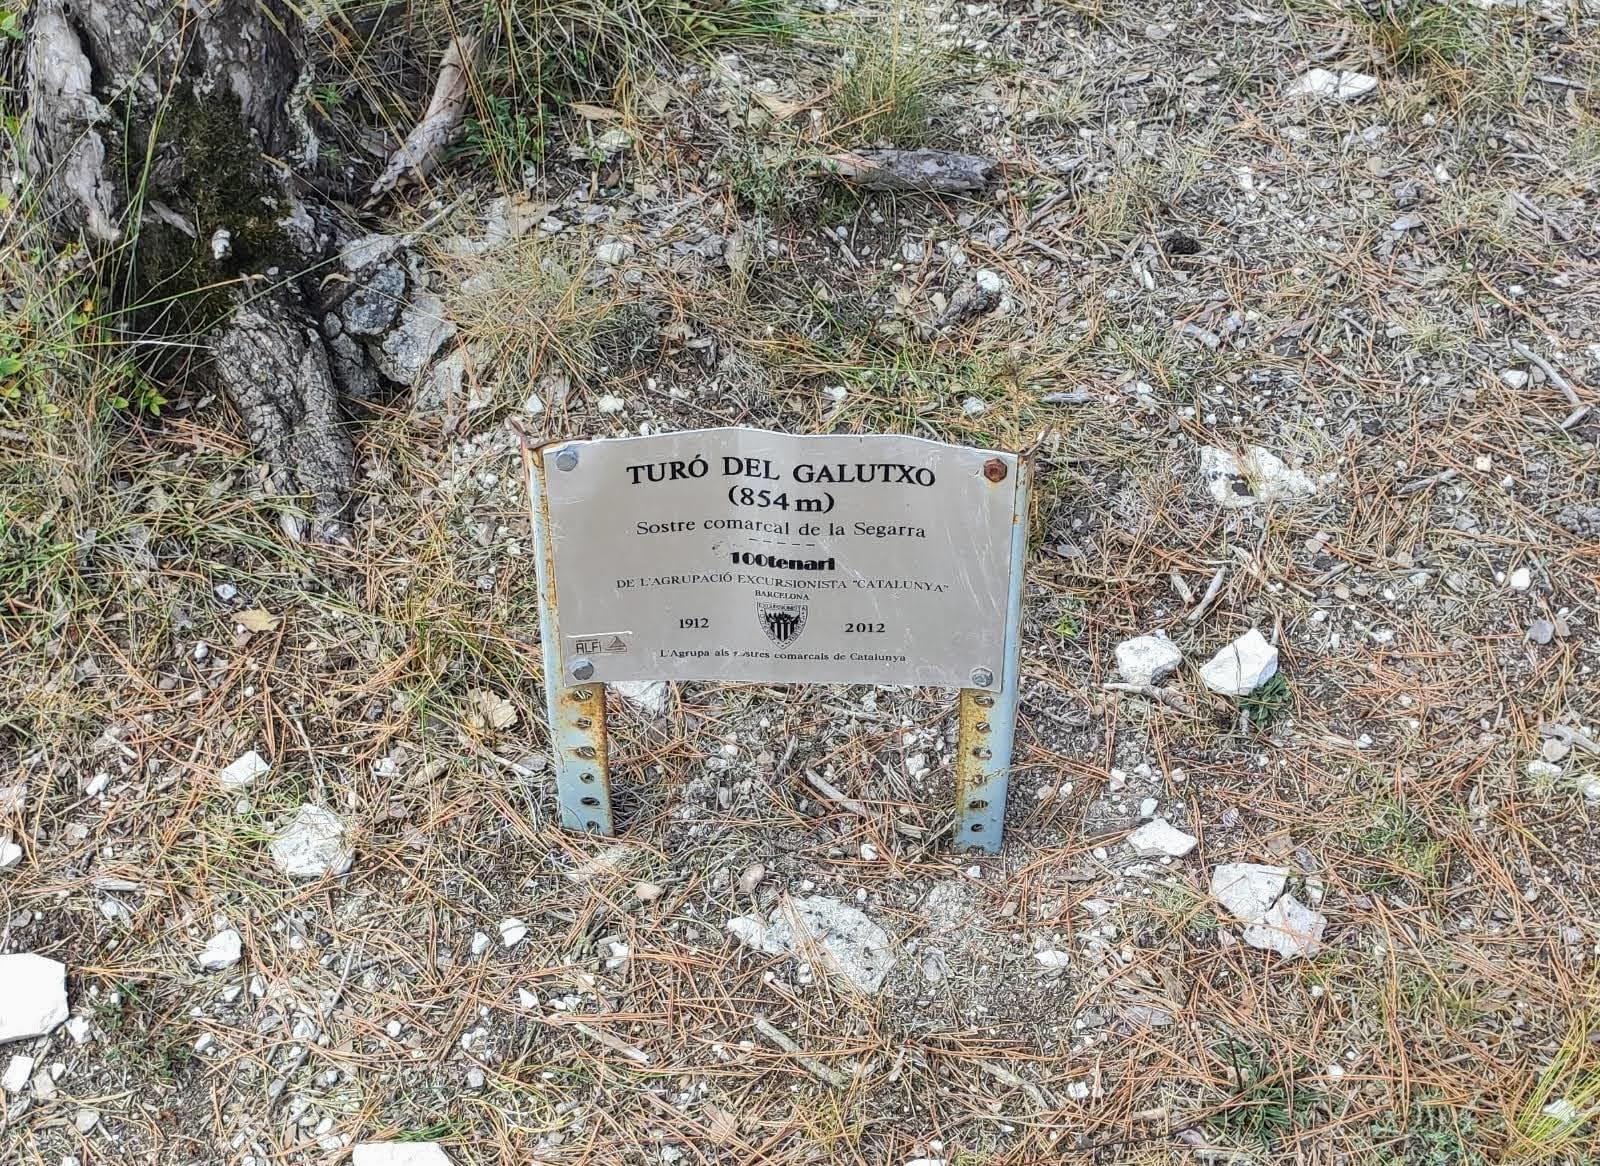 TURÓ DEL GALUTXO
(854 m)
Sostre comarcal de la Segarra
100tenari
DE L'AGRUPACIÓ EXCURSIONISTA "CATALUNYA"
BARCELONA
1912 2012
ALFI
L'Agrupa als sostres comarcals de Catalunya